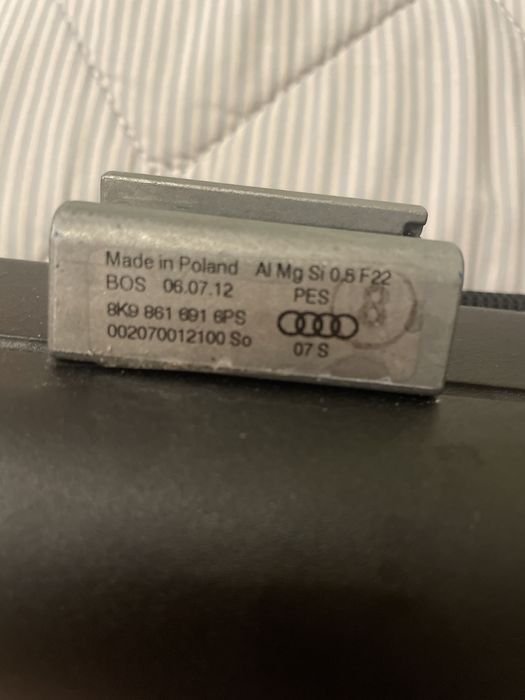 Made in Poland Al Mg Si 0,5 F22
BOS 06.07.12 PES
8K9 861 691 6PS
002070012100 So 07 S